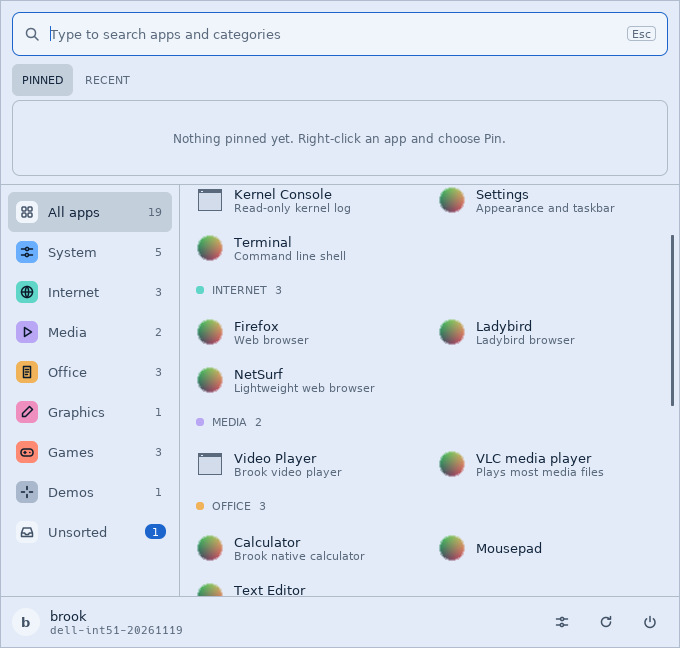 Type to search apps and categories
Esc
PINNED
RECENT
Nothing pinned yet. Right-click an app and choose Pin.
All apps 19
System 5
Internet 3
Media 2
Office 3
Graphics 1
Games 3
Demos 1
Unsorted 1
Kernel Console
Read-only kernel log
Settings
Appearance and taskbar
Terminal
Command line shell
INTERNET 3
Firefox
Web browser
Ladybird
Ladybird browser
NetSurf
Lightweight web browser
MEDIA 2
Video Player
Brook video player
VLC media player
Plays most media files
OFFICE 3
Calculator
Brook native calculator
Mousepad
Text Editor
b
brook
dell-int51-20261119